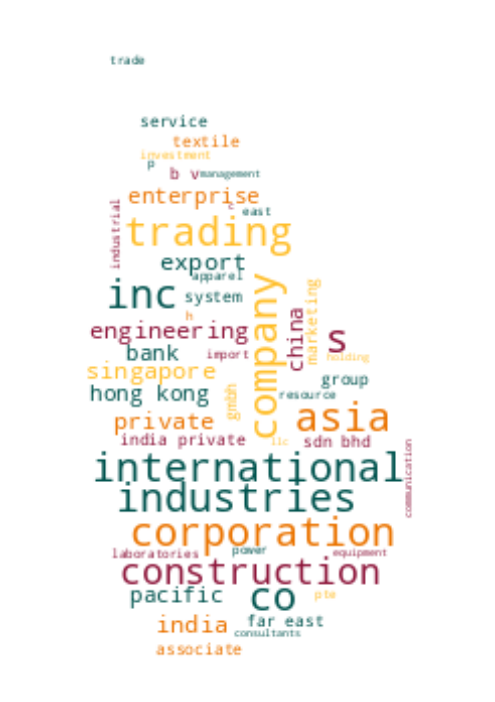 trade
service
textile
investment
p
b v management
enterprise
c
east
industrial
trading
export
apparel
inc system
h
company
china
marketing
engineering s
bank import holding
singapore group
hong kong resource
gmbh
private asia
india private llc sdn bhd
communication
international
industries
corporation
laboratories power equipment
construction
pacific co pte
india far east
consultants
associate